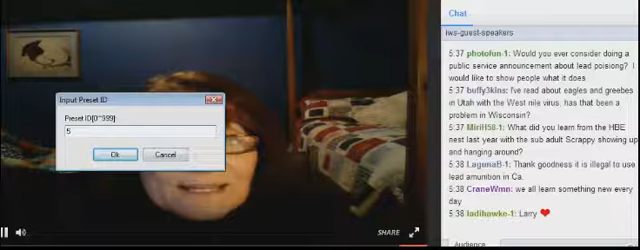 Chat
iws-guest-speakers
5:37 photofun-1: Would you ever consider doing a
public service announcement about lead poisiong? I
would like to show people what it does
5:37 buffy3kins: I've read about eagles and greebes
in Utah with the West nile virus, has that been a
problem in Wisconsin?
5:37 MiriH58-1: What did you learn from the HBE
nest last year with the sub adult Scrappy showing up
and hanging around?
5:38 LagunaB-1: Thank goodness it is illegal to use
lead amunition in Ca.
5:38 CraneWmn: we all learn something new every
day
5:38 ladihawke-1: Larry ❤
Audience
Input Preset ID:
Preset ID[0~999]
5
Ok
Cancel
SHARE